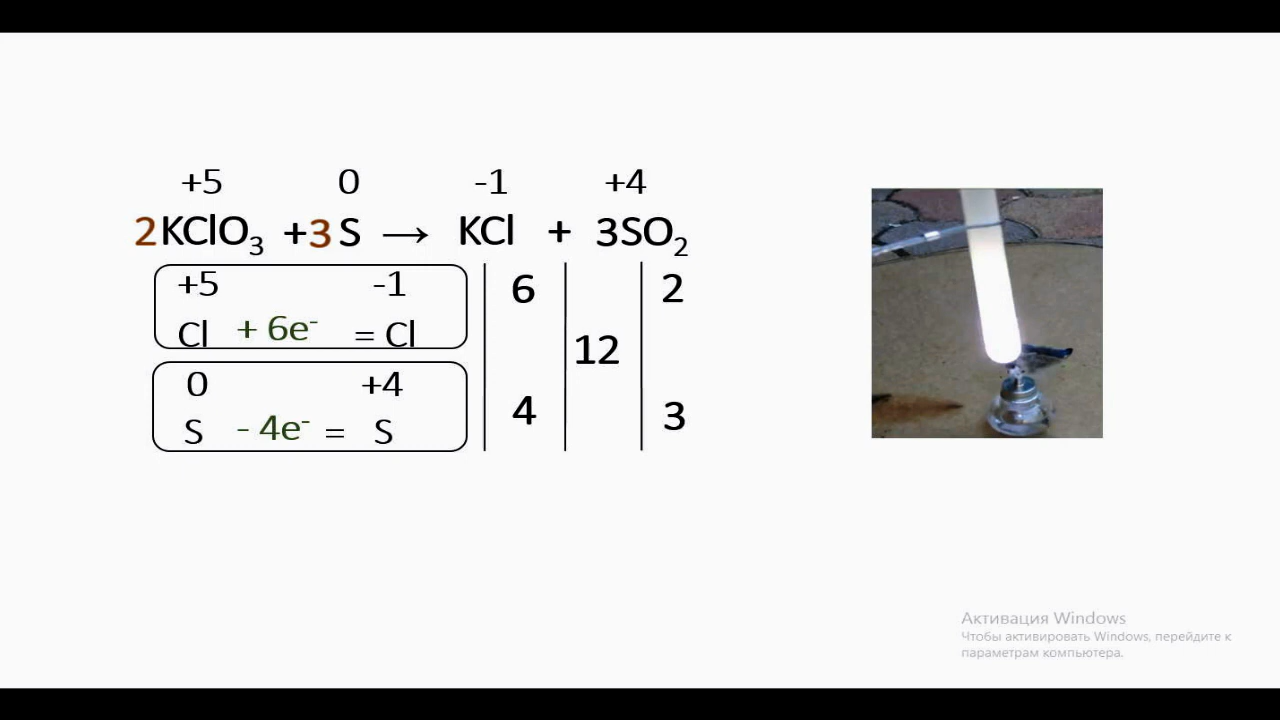 +5 0 -1 +4
2KClO₃ +3 S → KCl + 3SO₂
+5 -1 6 2
Cl + 6e⁻ = Cl
12
0 +4 4 3
S - 4e⁻ = S
Активация Windows
Чтобы активировать Windows, перейдите к
параметрам компьютера.